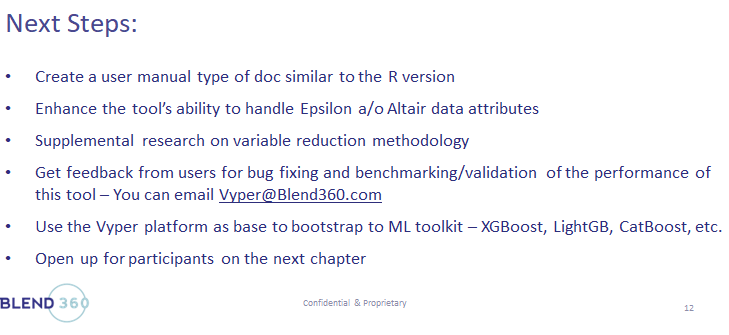 Next Steps:
• Create a user manual type of doc similar to the R version
• Enhance the tool's ability to handle Epsilon a/o Altair data attributes
• Supplemental research on variable reduction methodology
• Get feedback from users for bug fixing and benchmarking/validation of the performance of
this tool – You can email Vyper@Blend360.com
• Use the Vyper platform as base to bootstrap to ML toolkit – XGBoost, LightGB, CatBoost, etc.
• Open up for participants on the next chapter
BLEND 360
Confidential & Proprietary
12